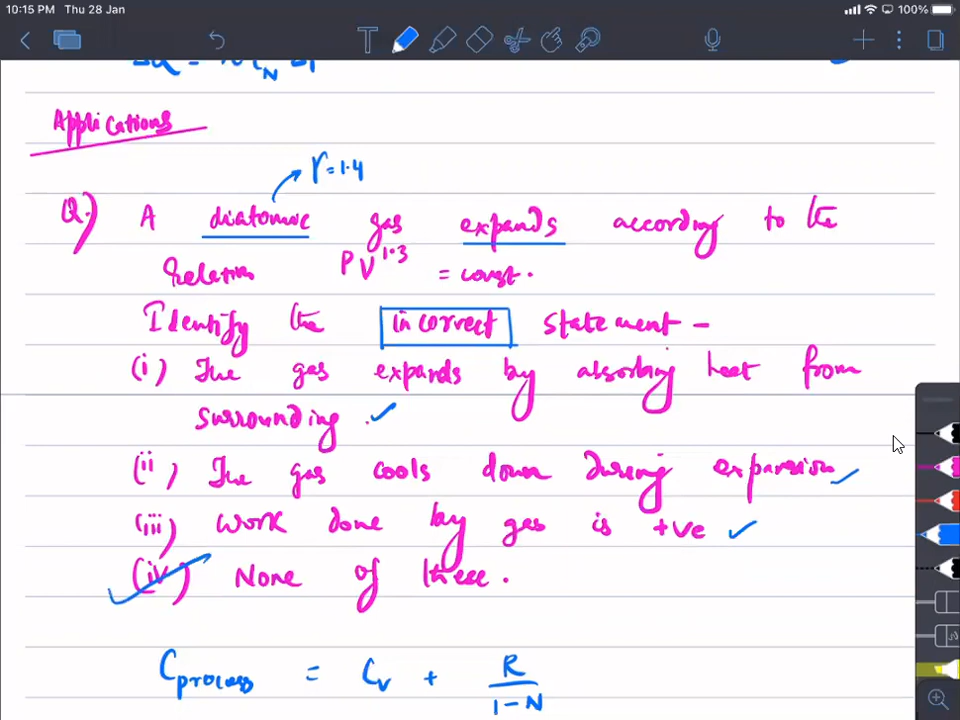 10:15 PM Thu 28 Jan 100%
Applications
γ = 1.4
Q.) A diatomic gas expands according to the
relation PV^1.3 = const.
Identify the incorrect statement -
(i) The gas expands by absorbing heat from
surrounding.
(ii) The gas cools down during expansion
(iii) Work done by gas is +ve
(iv) None of these.
C_process = C_v + R / 1 - N